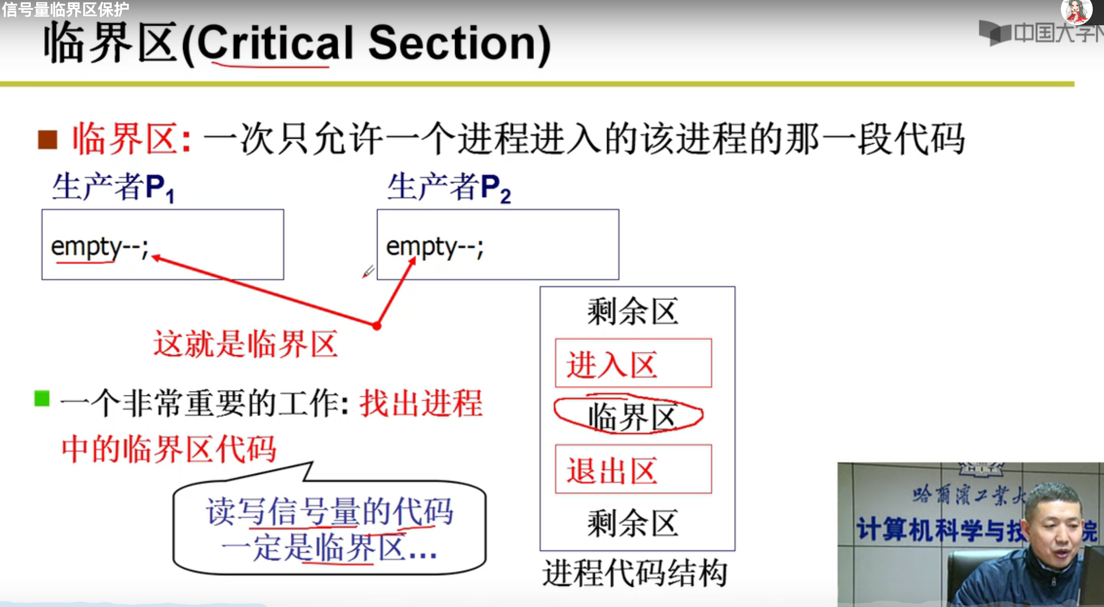 信号量临界区保护
临界区(Critical Section)
中国大学M
临界区: 一次只允许一个进程进入的该进程的那一段代码
生产者P1
生产者P2
empty--;
empty--;
这就是临界区
一个非常重要的工作: 找出进程
中的临界区代码
读写信号量的代码
一定是临界区...
剩余区
进入区
临界区
退出区
剩余区
进程代码结构
哈尔滨工业大
计算机科学与技
院